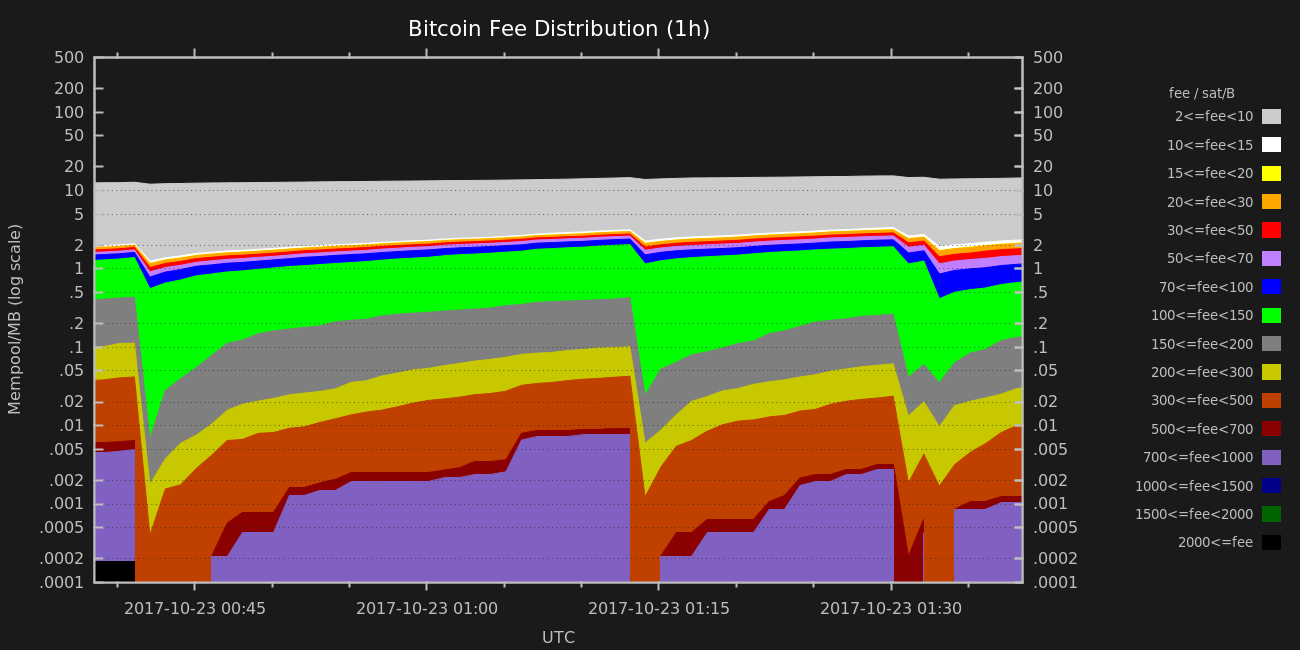 Bitcoin Fee Distribution (1h)
Mempool/MB (log scale)
500
200
100
50
20
10
5
2
1
.5
.2
.1
.05
.02
.01
.005
.002
.001
.0005
.0002
.0001
500
200
100
50
20
10
5
2
1
.5
.2
.1
.05
.02
.01
.005
.002
.001
.0005
.0002
.0001
2017-10-23 00:45
2017-10-23 01:00
2017-10-23 01:15
2017-10-23 01:30
UTC
fee / sat/B
2<=fee<10
10<=fee<15
15<=fee<20
20<=fee<30
30<=fee<50
50<=fee<70
70<=fee<100
100<=fee<150
150<=fee<200
200<=fee<300
300<=fee<500
500<=fee<700
700<=fee<1000
1000<=fee<1500
1500<=fee<2000
2000<=fee